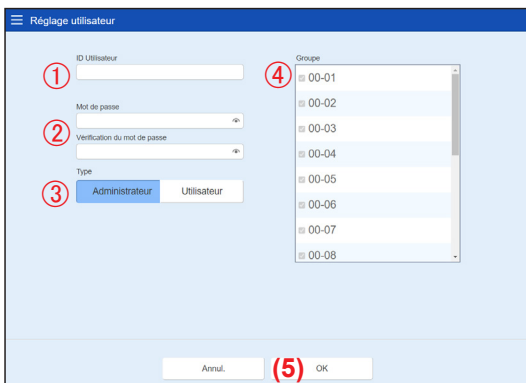 Réglage utilisateur
ID Utilisateur
①
Mot de passe
②
Vérification du mot de passe
Type
③ Administrateur Utilisateur
Groupe
④ 00-01
00-02
00-03
00-04
00-05
00-06
00-07
00-08
Annul. (5) OK